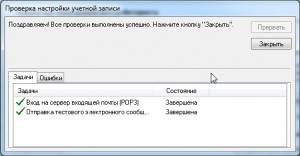 Проверка настройки учетной записи
Поздравляем! Все проверки выполнены успешно. Нажмите кнопку "Закрыть".
Прервать
Закрыть
Задачи Ошибки
Задачи Состояние
Вход на сервер входящей почты (POP3) Завершена
Отправка тестового электронного сообщ... Завершена